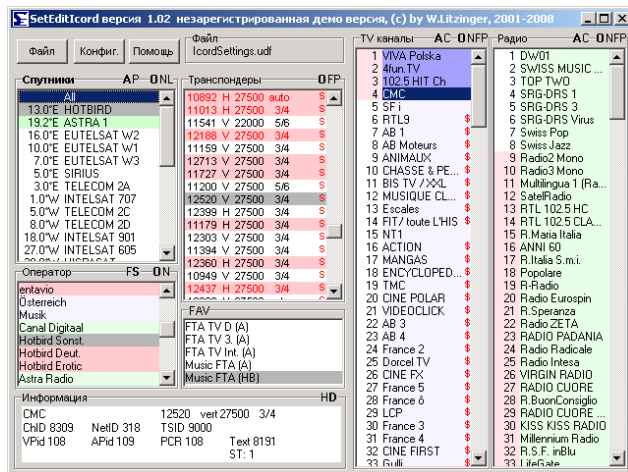 SetEditIcord версия 1.02 незарегистрированная демо версия, (c) by W.Litzinger, 2001-2008
Файл Конфиг. Помощь
Файл
IcordSettings.udf
Спутники AP ONL
All
13.0°E HOTBIRD
19.2°E ASTRA 1
16.0°E EUTELSAT W2
10.0°E EUTELSAT W1
7.0°E EUTELSAT W3
5.0°E SIRIUS
3.0°E TELECOM 2A
1.0°W INTELSAT 707
5.0°W TELECOM 2C
8.0°W TELECOM 2D
18.0°W INTELSAT 901
27.0°W INTELSAT 605
Транспондеры OFP
10892 H 27500 auto S
11013 H 27500 3/4 S
11541 V 22000 5/6 S
12188 V 27500 3/4 S
11159 V 27500 3/4 S
12713 V 27500 3/4 S
11727 V 27500 3/4 S
11200 V 27500 5/6 S
12520 V 27500 3/4 S
12399 H 27500 3/4 S
11179 H 27500 3/4 S
12303 V 27500 3/4 S
11394 V 27500 3/4 S
12360 H 27500 3/4 S
10949 V 27500 3/4 S
12437 H 27500 3/4 S
Оператор FS ON
entavio
Österreich
Musik
Canal Digitaal
Hotbird Sonst.
Hotbird Deut.
Hotbird Erotic
Astra Radio
FAV
FTA TV D (A)
FTA TV 3. (A)
FTA TV Int. (A)
Music FTA (A)
Music FTA (HB)
Информация HD
CMC 12520 vert 27500 3/4
ChID 8309 NetID 318 TSID 9000
VPid 108 APid 109 PCR 108 Text 8191
ST: 1
TV каналы AC ONFP
1 VIVA Polska
2 4fun.TV
3 102.5 HIT Ch
4 CMC
5 SF i
6 RTL9 $
7 AB 1 $
8 AB Moteurs $
9 ANIMAUX $
10 CHASSE & PE... $
11 BIS TV / XXL $
12 MUSIQUE CL... $
13 Escales $
14 FIT/ toute L'HIS $
15 NT1 $
16 ACTION $
17 MANGAS $
18 ENCYCLOPED... $
19 TMC $
20 CINE POLAR $
21 VIDEOCLICK $
22 AB 3 $
23 AB 4 $
24 France 2 $
25 Dorcel TV $
26 CINE FX $
27 France 5 $
28 France ô $
29 LCP $
30 France 3 $
31 France 4 $
32 CINE FIRST $
33 Gulli $
Радио AC ONFP
1 DW01
2 SWISS MUSIC ...
3 TOP TWO
4 SRG-DRS 1
5 SRG-DRS 3
6 SRG-DRS Virus
7 Swiss Pop
8 Swiss Jazz
9 Radio2 Mono
10 Radio3 Mono
11 Multilingua 1 (Ra...
12 SatelRadio
13 RTL 102.5 HC
14 RTL 102.5 CLA...
15 R.Maria Italia
16 ANNI 60
17 R.Italia S.m.i.
18 Popolare
19 R-Radio
20 Radio Eurospin
21 R.Speranza
22 Radio ZETA
23 RADIO PADANIA
24 Radio Radicale
25 Radio Intesa
26 VIRGIN RADIO
27 RADIO CUORE
28 R.BuonConsiglio
29 RADIO CUORE ...
30 KISS KISS RADIO
31 Millennium Radio
32 R.S.F. inBlu
33 LifeGate